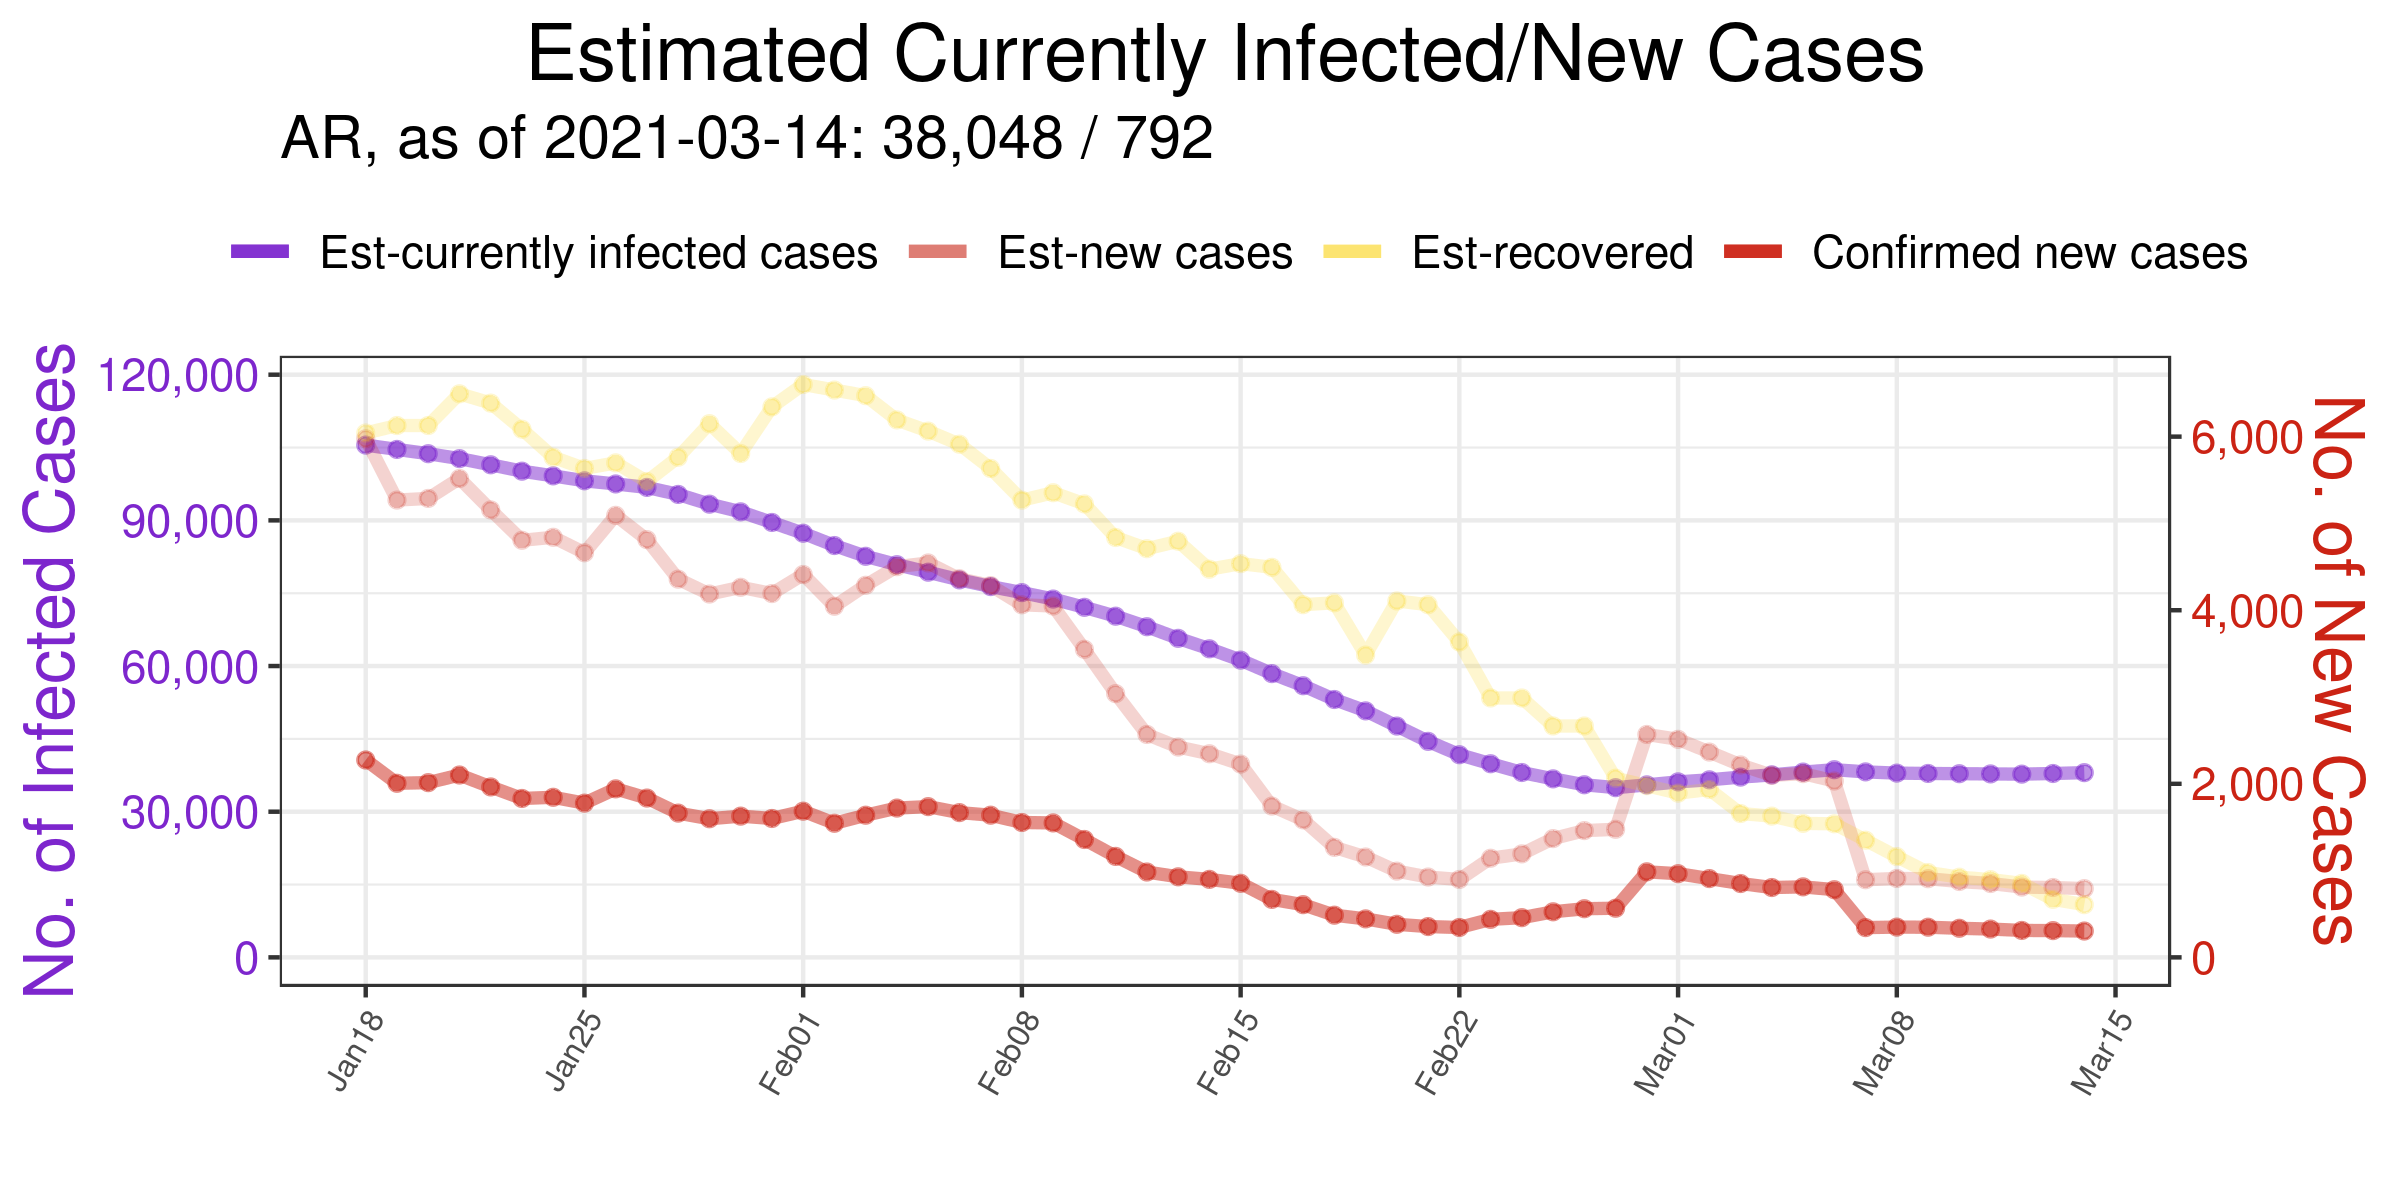 Estimated Currently Infected/New Cases
AR, as of 2021-03-14: 38,048 / 792
Est-currently infected cases Est-new cases Est-recovered Confirmed new cases
No. of Infected Cases
120,000
90,000
60,000
30,000
0
6,000
4,000
2,000
0
No. of New Cases
Jan18 Jan25 Feb01 Feb08 Feb15 Feb22 Mar01 Mar08 Mar15